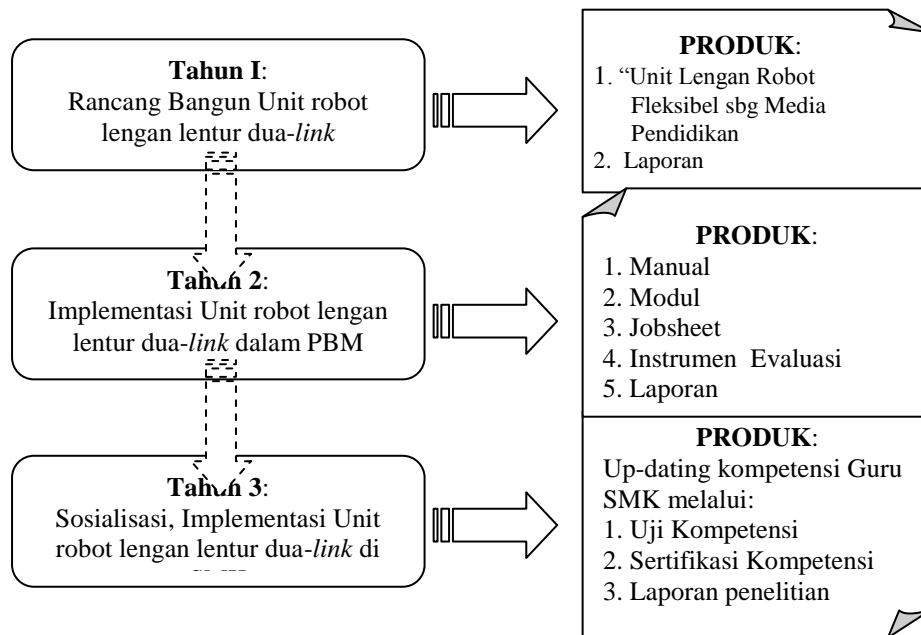 Tahun I:
Rancang Bangun Unit robot
lengan lentur dua-link
PRODUK:
1. “Unit Lengan Robot
Fleksibel sbg Media
Pendidikan
2. Laporan
Tahun 2:
Implementasi Unit robot lengan
lentur dua-link dalam PBM
PRODUK:
1. Manual
2. Modul
3. Jobsheet
4. Instrumen Evaluasi
5. Laporan
Tahun 3:
Sosialisasi, Implementasi Unit
robot lengan lentur dua-link di
PRODUK:
Up-dating kompetensi Guru
SMK melalui:
1. Uji Kompetensi
2. Sertifikasi Kompetensi
3. Laporan penelitian